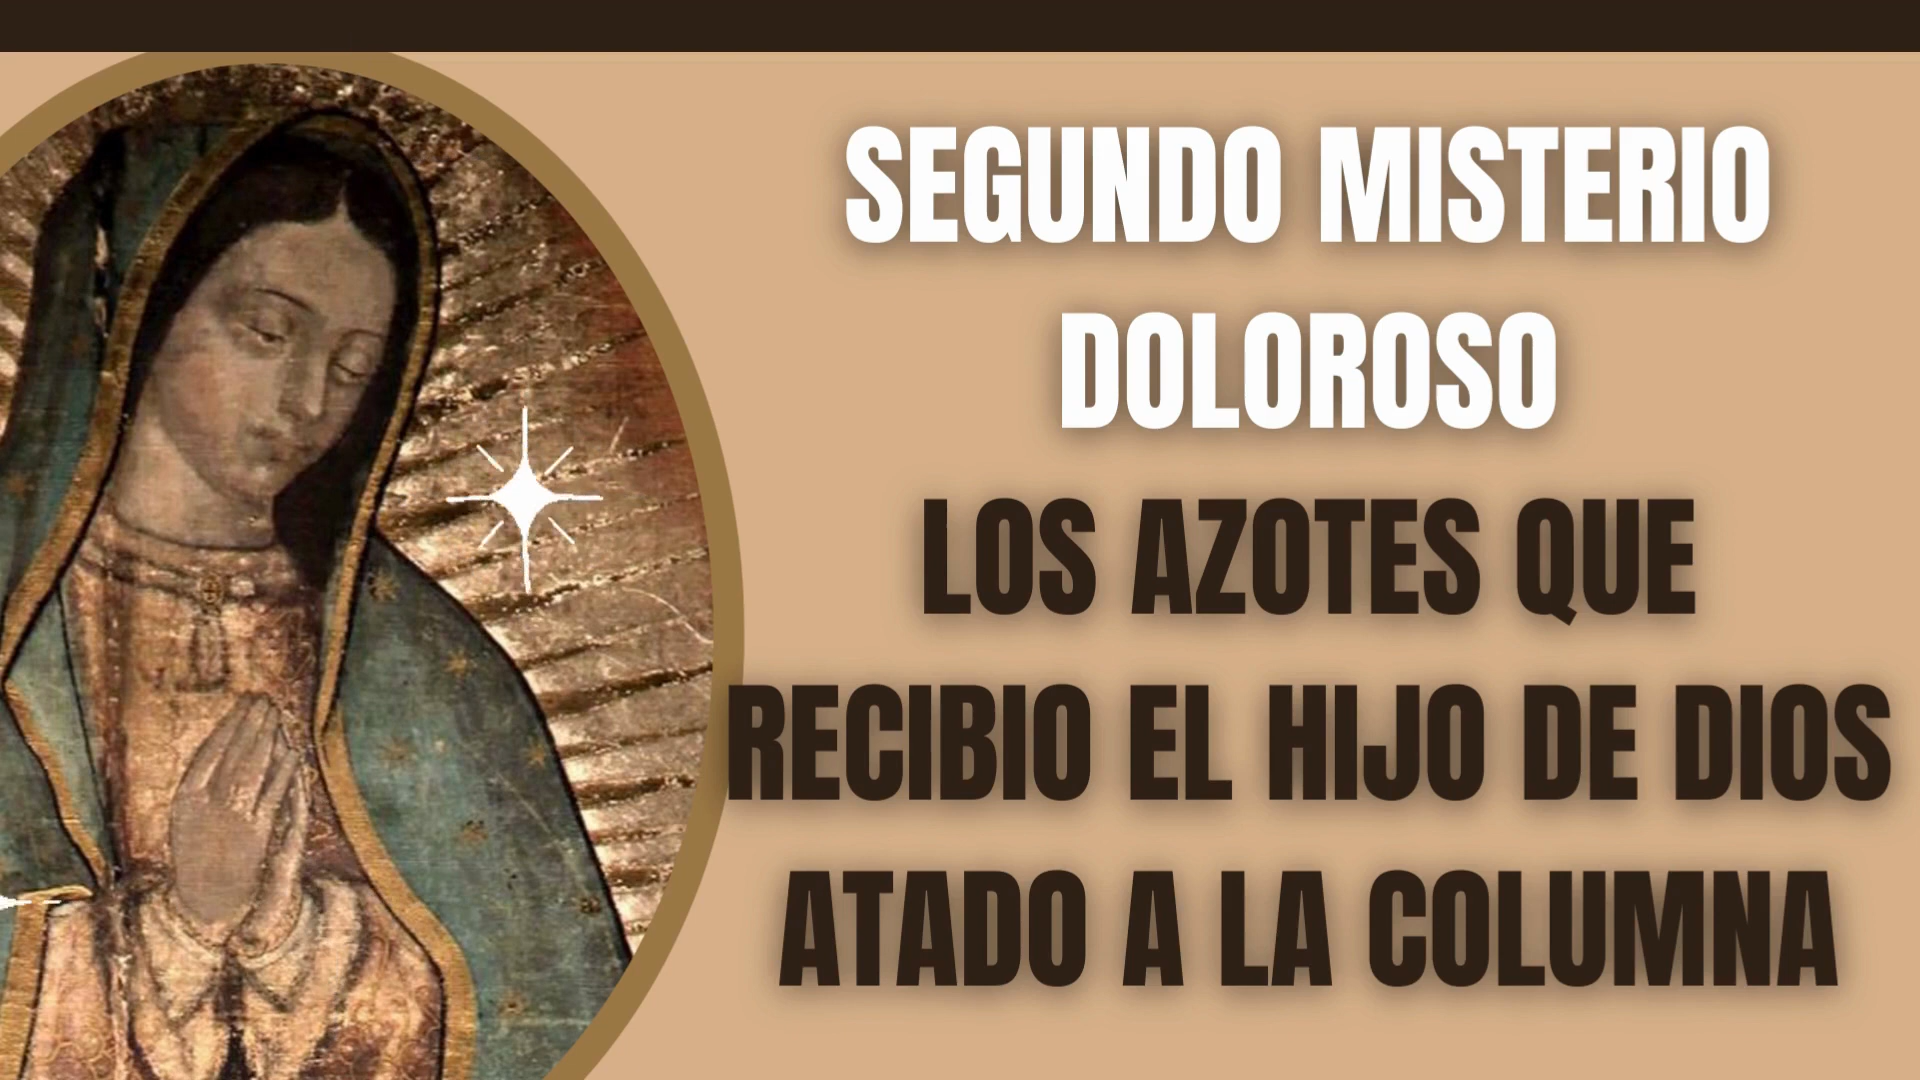 SEGUNDO MISTERIO
DOLOROSO
LOS AZOTES QUE
RECIBIO EL HIJO DE DIOS
ATADO A LA COLUMNA